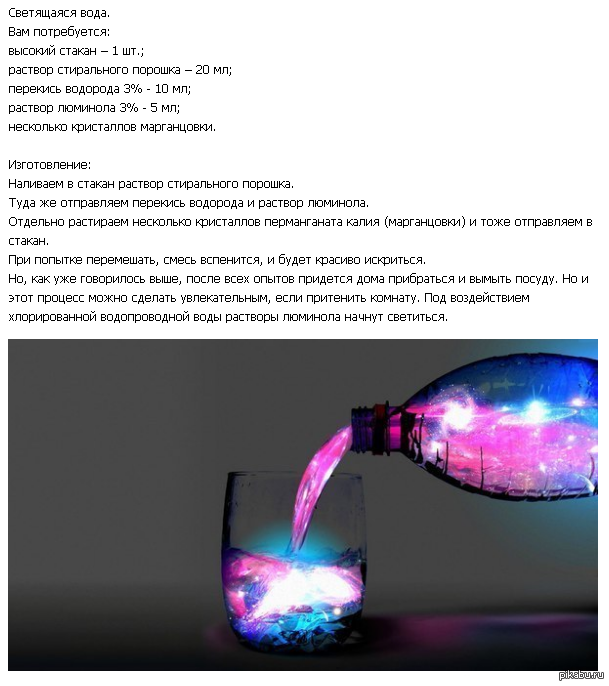 Светящаяся вода.
Вам потребуется:
высокий стакан – 1 шт.;
раствор стирального порошка – 20 мл;
перекись водорода 3% - 10 мл;
раствор люминола 3% - 5 мл;
несколько кристаллов марганцовки.

Изготовление:
Наливаем в стакан раствор стирального порошка.
Туда же отправляем перекись водорода и раствор люминола.
Отдельно растираем несколько кристаллов перманганата калия (марганцовки) и тоже отправляем в
стакан.
При попытке перемешать, смесь вспенится, и будет красиво искриться.
Но, как уже говорилось выше, после всех опытов придется дома прибраться и вымыть посуду. Но и
этот процесс можно сделать увлекательным, если притенить комнату. Под воздействием
хлорированной водопроводной воды растворы люминола начнут светиться.
pikabu.ru